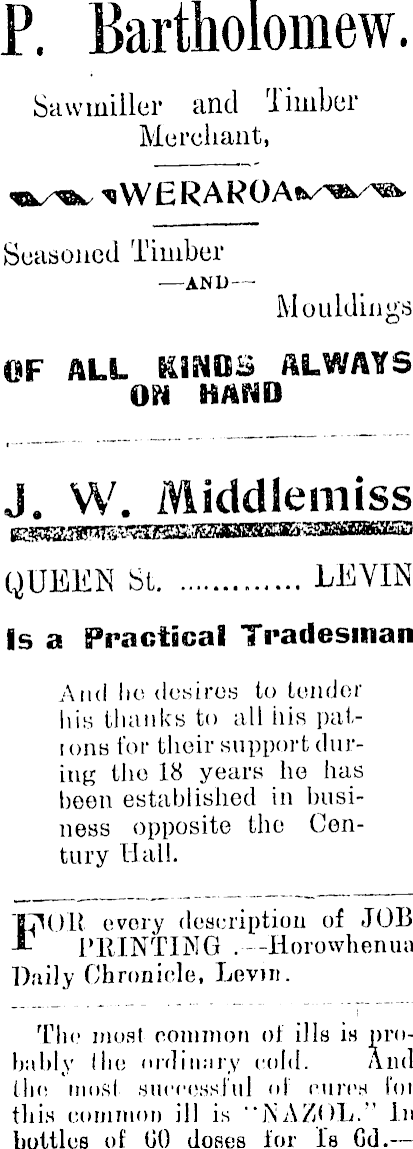 P. Bartholomew.
Sawmiller and Timber
Merchant,
WERAROA
Seasoned Timber
—AND—
Mouldings
OF ALL KINDS ALWAYS
ON HAND
J. W. Middlemiss
QUEEN St. ............. LEVIN
Is a Practical Tradesman
And he desires to tender
his thanks to all his pat-
rons for their support dur-
ing the 18 years he has
been established in busi-
ness opposite the Cen-
tury Hall.
FOR every description of JOB
PRINTING .—Horowhenua
Daily Chronicle, Levin.
The most common of ills is pro-
bably the ordinary cold. And
the most successful of cures for
this common ill is "NAZOL." In
bottles of 60 doses for 1s 6d.—